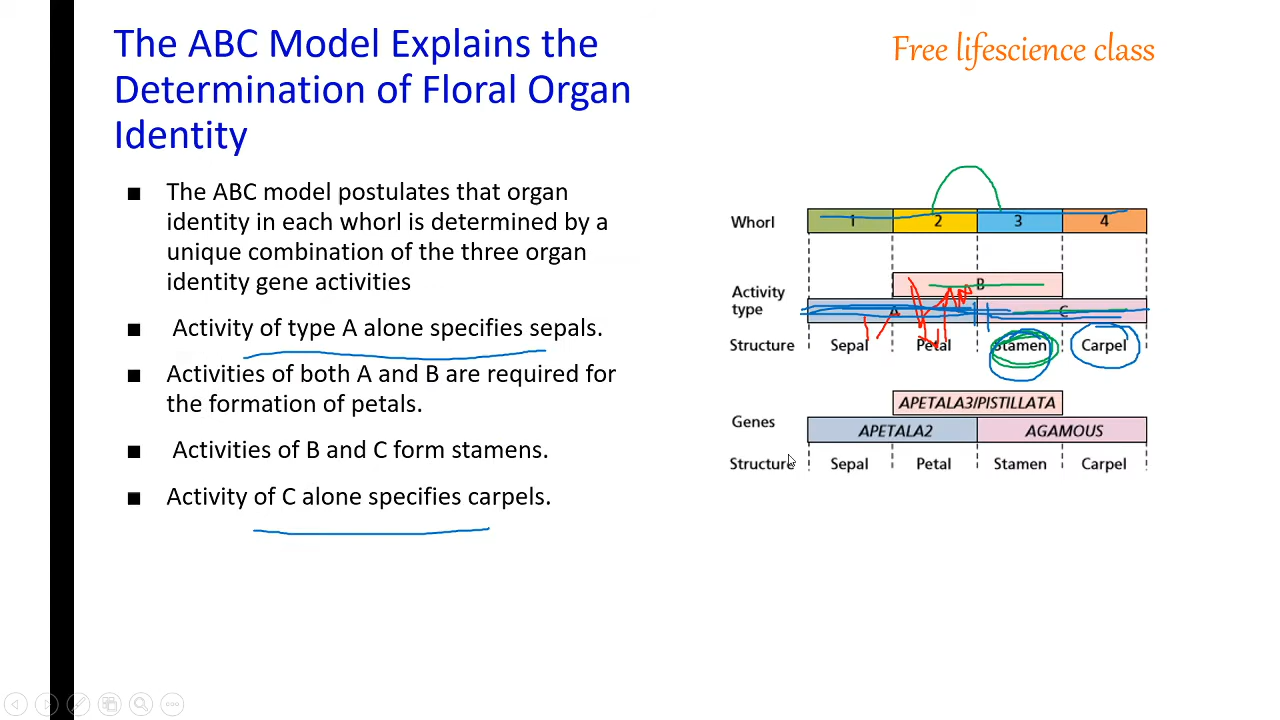 The ABC Model Explains the
Determination of Floral Organ
Identity
Free lifescience class
■ The ABC model postulates that organ
identity in each whorl is determined by a
unique combination of the three organ
identity gene activities
■ Activity of type A alone specifies sepals.
■ Activities of both A and B are required for
the formation of petals.
■ Activities of B and C form stamens.
■ Activity of C alone specifies carpels.
Whorl 1 2 3 4
B
Activity
type A C
Structure Sepal Petal Stamen Carpel
APETALA3/PISTILLATA
Genes APETALA2 AGAMOUS
Structure Sepal Petal Stamen Carpel